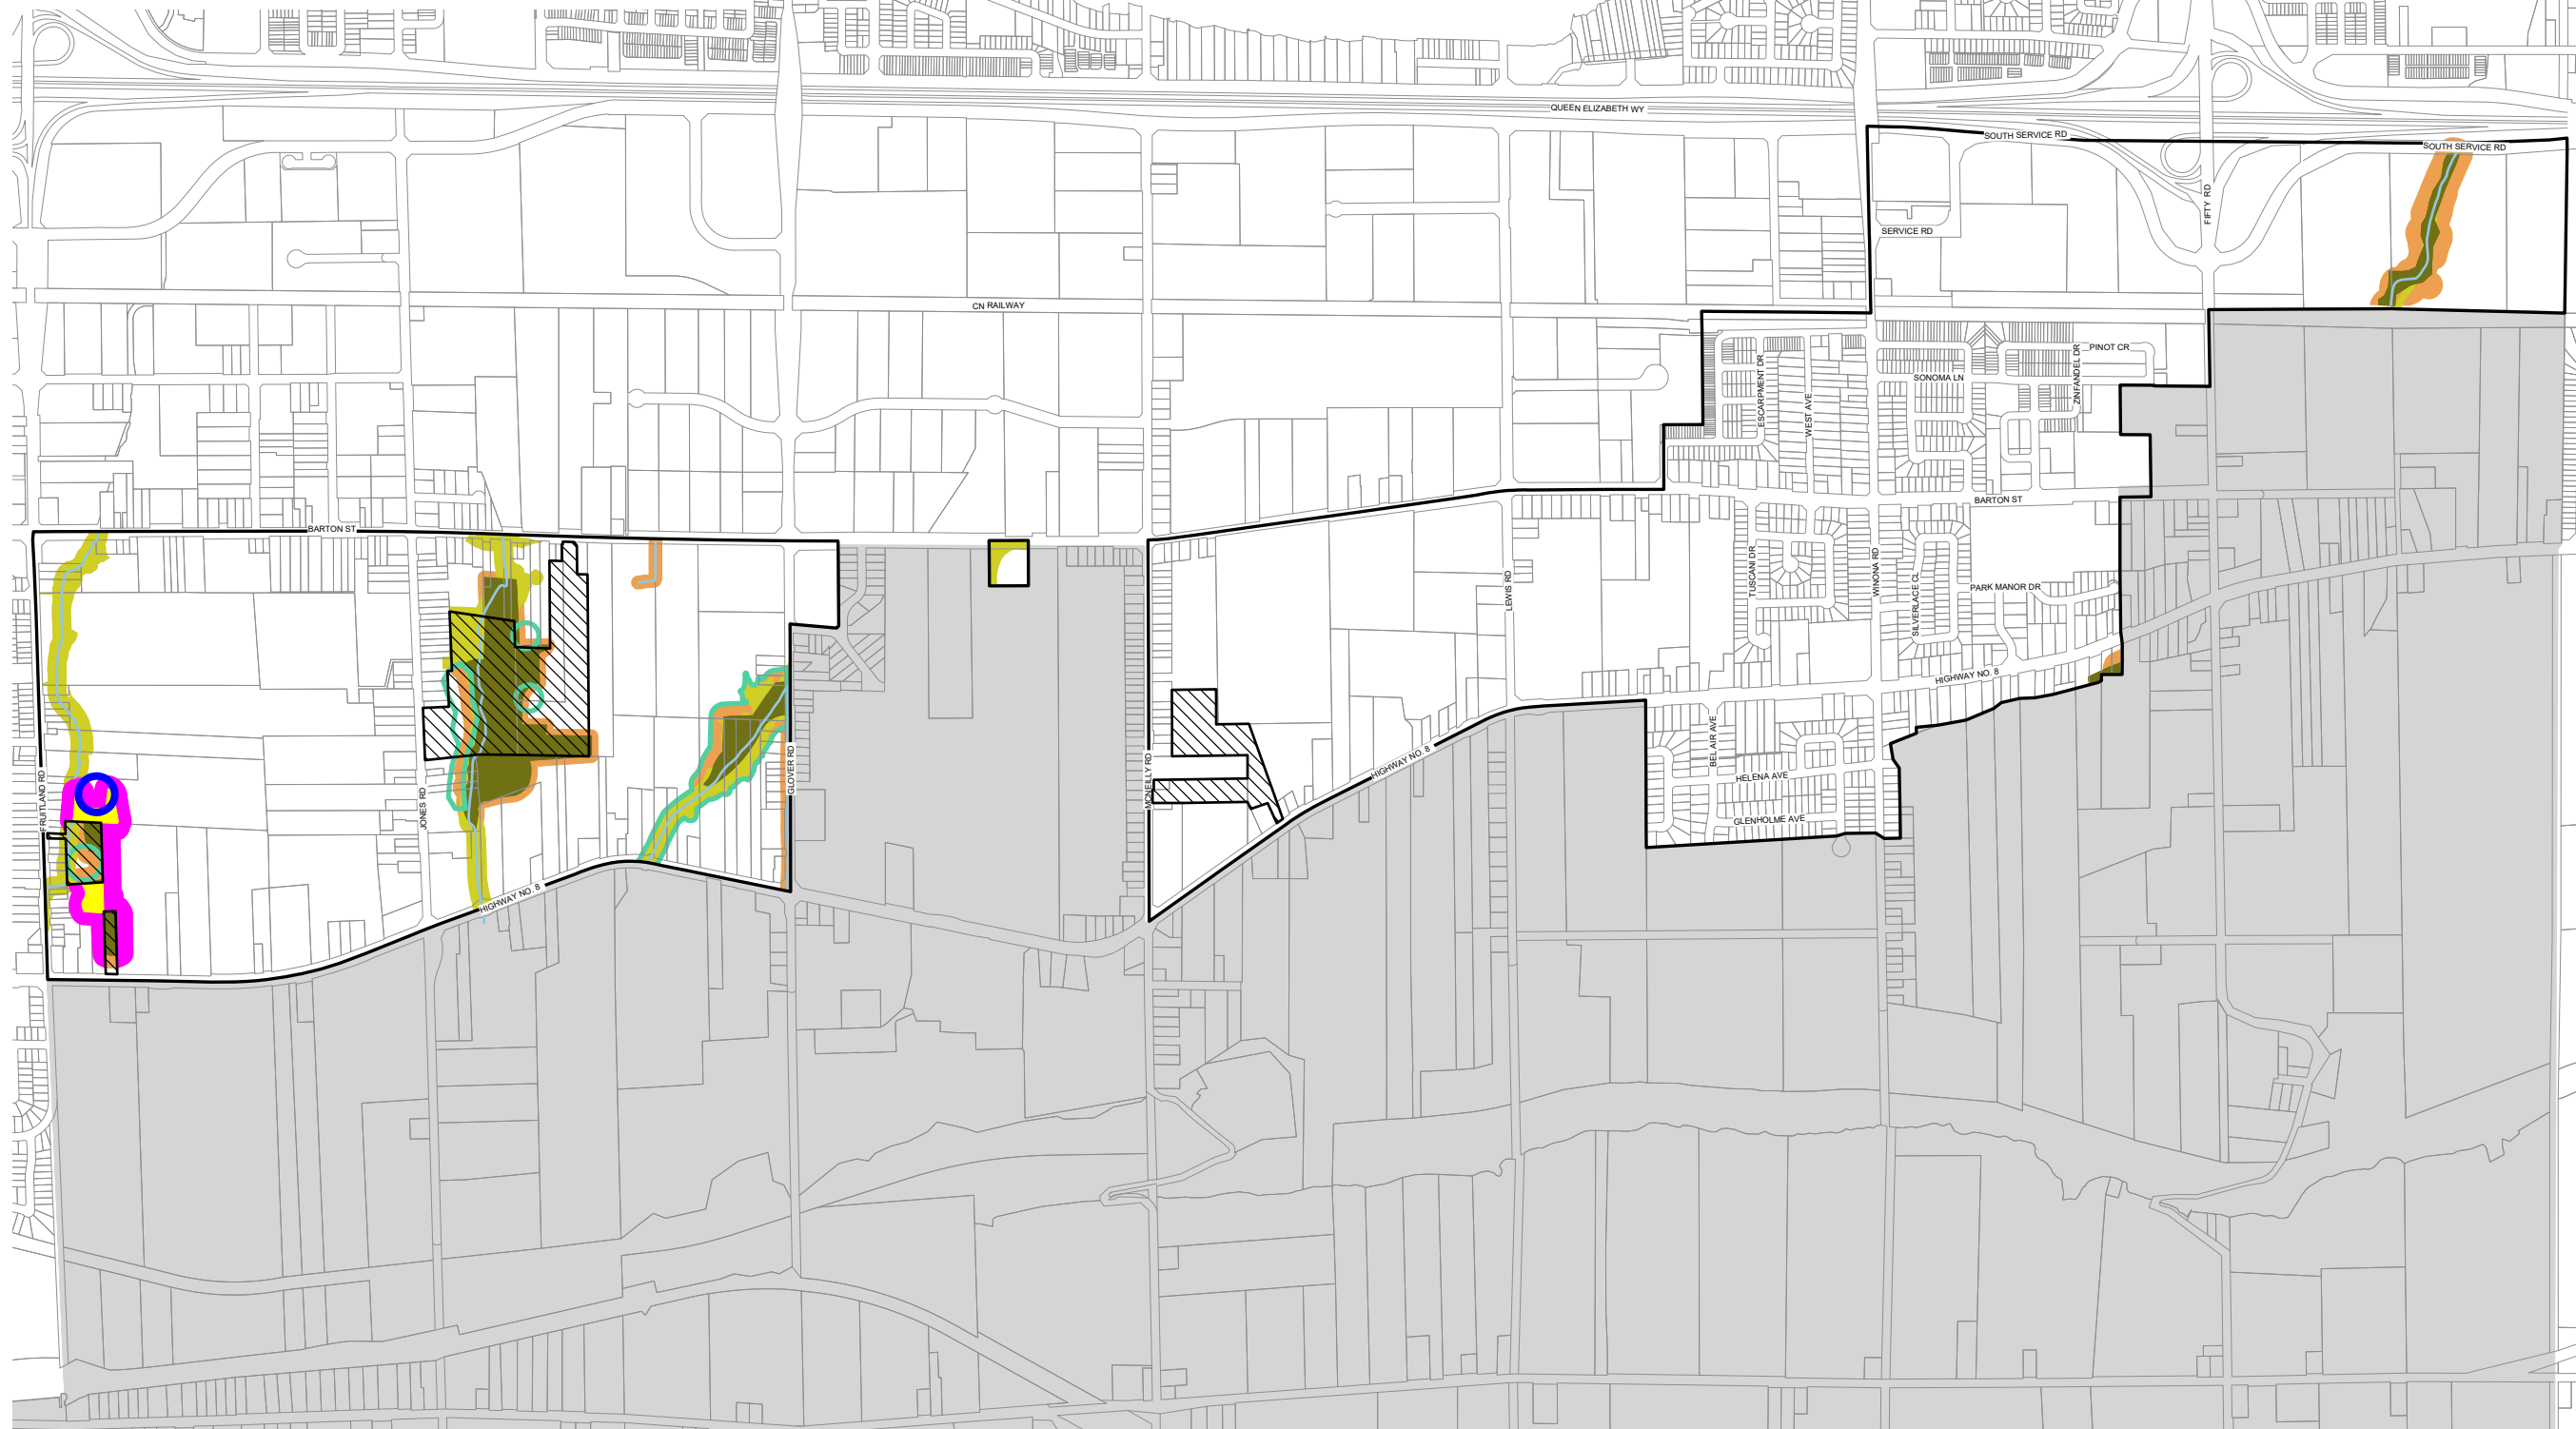 QUEEN ELIZABETH WY
SOUTH SERVICE RD
SOUTH SERVICE RD
FIFTY RD
SERVICE RD
CN RAILWAY
PINOT CR
ESCARPMENT DR
ZINFANDEL DR
SONOMA LN
WEST AVE
BARTON ST
BARTON ST
TUSCANI DR
WINONA RD
LEWIS RD
SILVERLACE CL
PARK MANOR DR
HIGHWAY NO. 8
BEL AIR AVE
GLOVER RD
MCNEILLY RD
HIGHWAY NO. 8
FRUITLAND RD
HELENA AVE
JONES RD
GLENHOLME AVE
HIGHWAY NO. 8